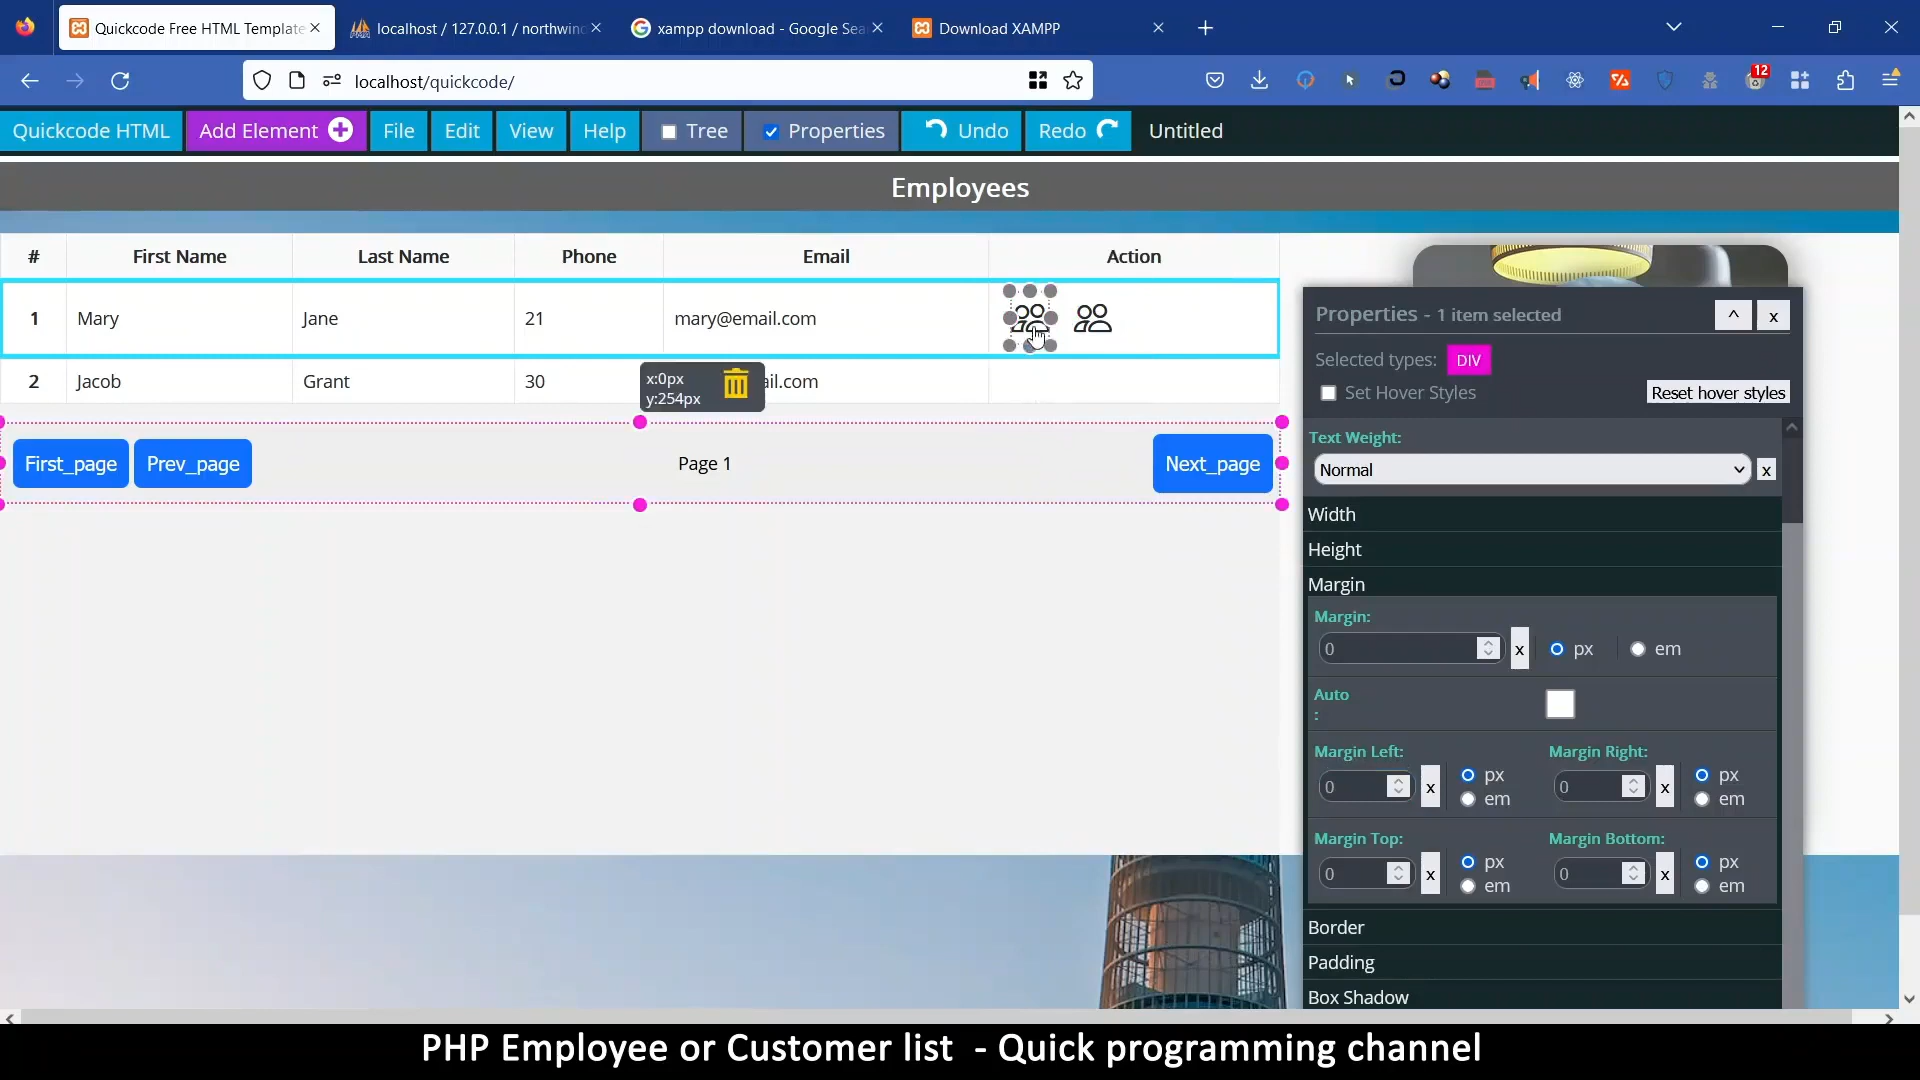 Quickcode Free HTML Template
localhost / 127.0.0.1 / northwin
xampp download - Google Sea
Download XAMPP
localhost/quickcode/
12
Quickcode HTML
Add Element
File
Edit
View
Help
Tree
Properties
Undo
Redo
Untitled
Employees
# First Name Last Name Phone Email Action
1 Mary Jane 21 mary@email.com
2 Jacob Grant 30 ail.com
x:0px
y:254px
First_page
Prev_page
Page 1
Next_page
Properties - 1 item selected
^
x
Selected types: DIV
Set Hover Styles
Reset hover styles
Text Weight:
Normal
x
Width
Height
Margin
Margin:
0 x px em
Auto
:
Margin Left: Margin Right:
0 x px em
0 x px em
Margin Top: Margin Bottom:
0 x px em
0 x px em
Border
Padding
Box Shadow
PHP Employee or Customer list - Quick programming channel